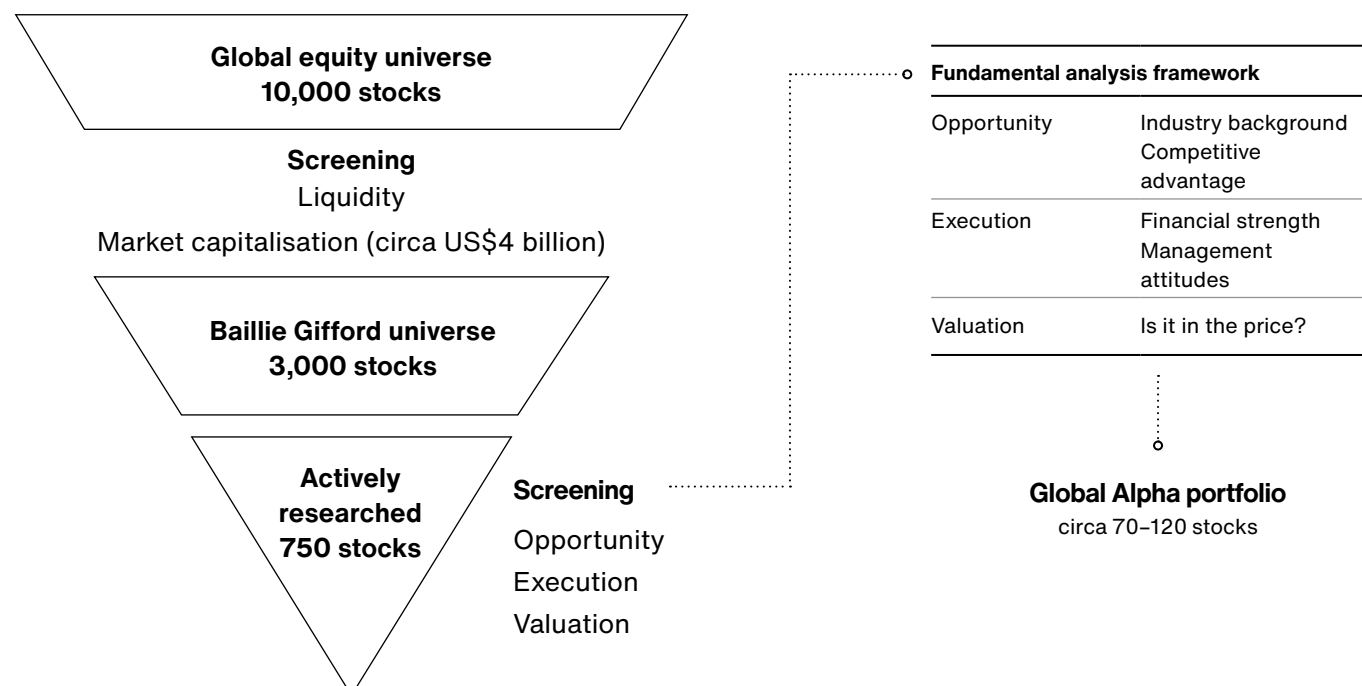 Global equity universe
10,000 stocks
Screening
Liquidity
Market capitalisation (circa US$4 billion)
Baillie Gifford universe
3,000 stocks
Actively
researched
750 stocks
Screening
Opportunity
Execution
Valuation
Fundamental analysis framework
Opportunity Industry background
Competitive
advantage
Execution Financial strength
Management
attitudes
Valuation Is it in the price?
Global Alpha portfolio
circa 70–120 stocks